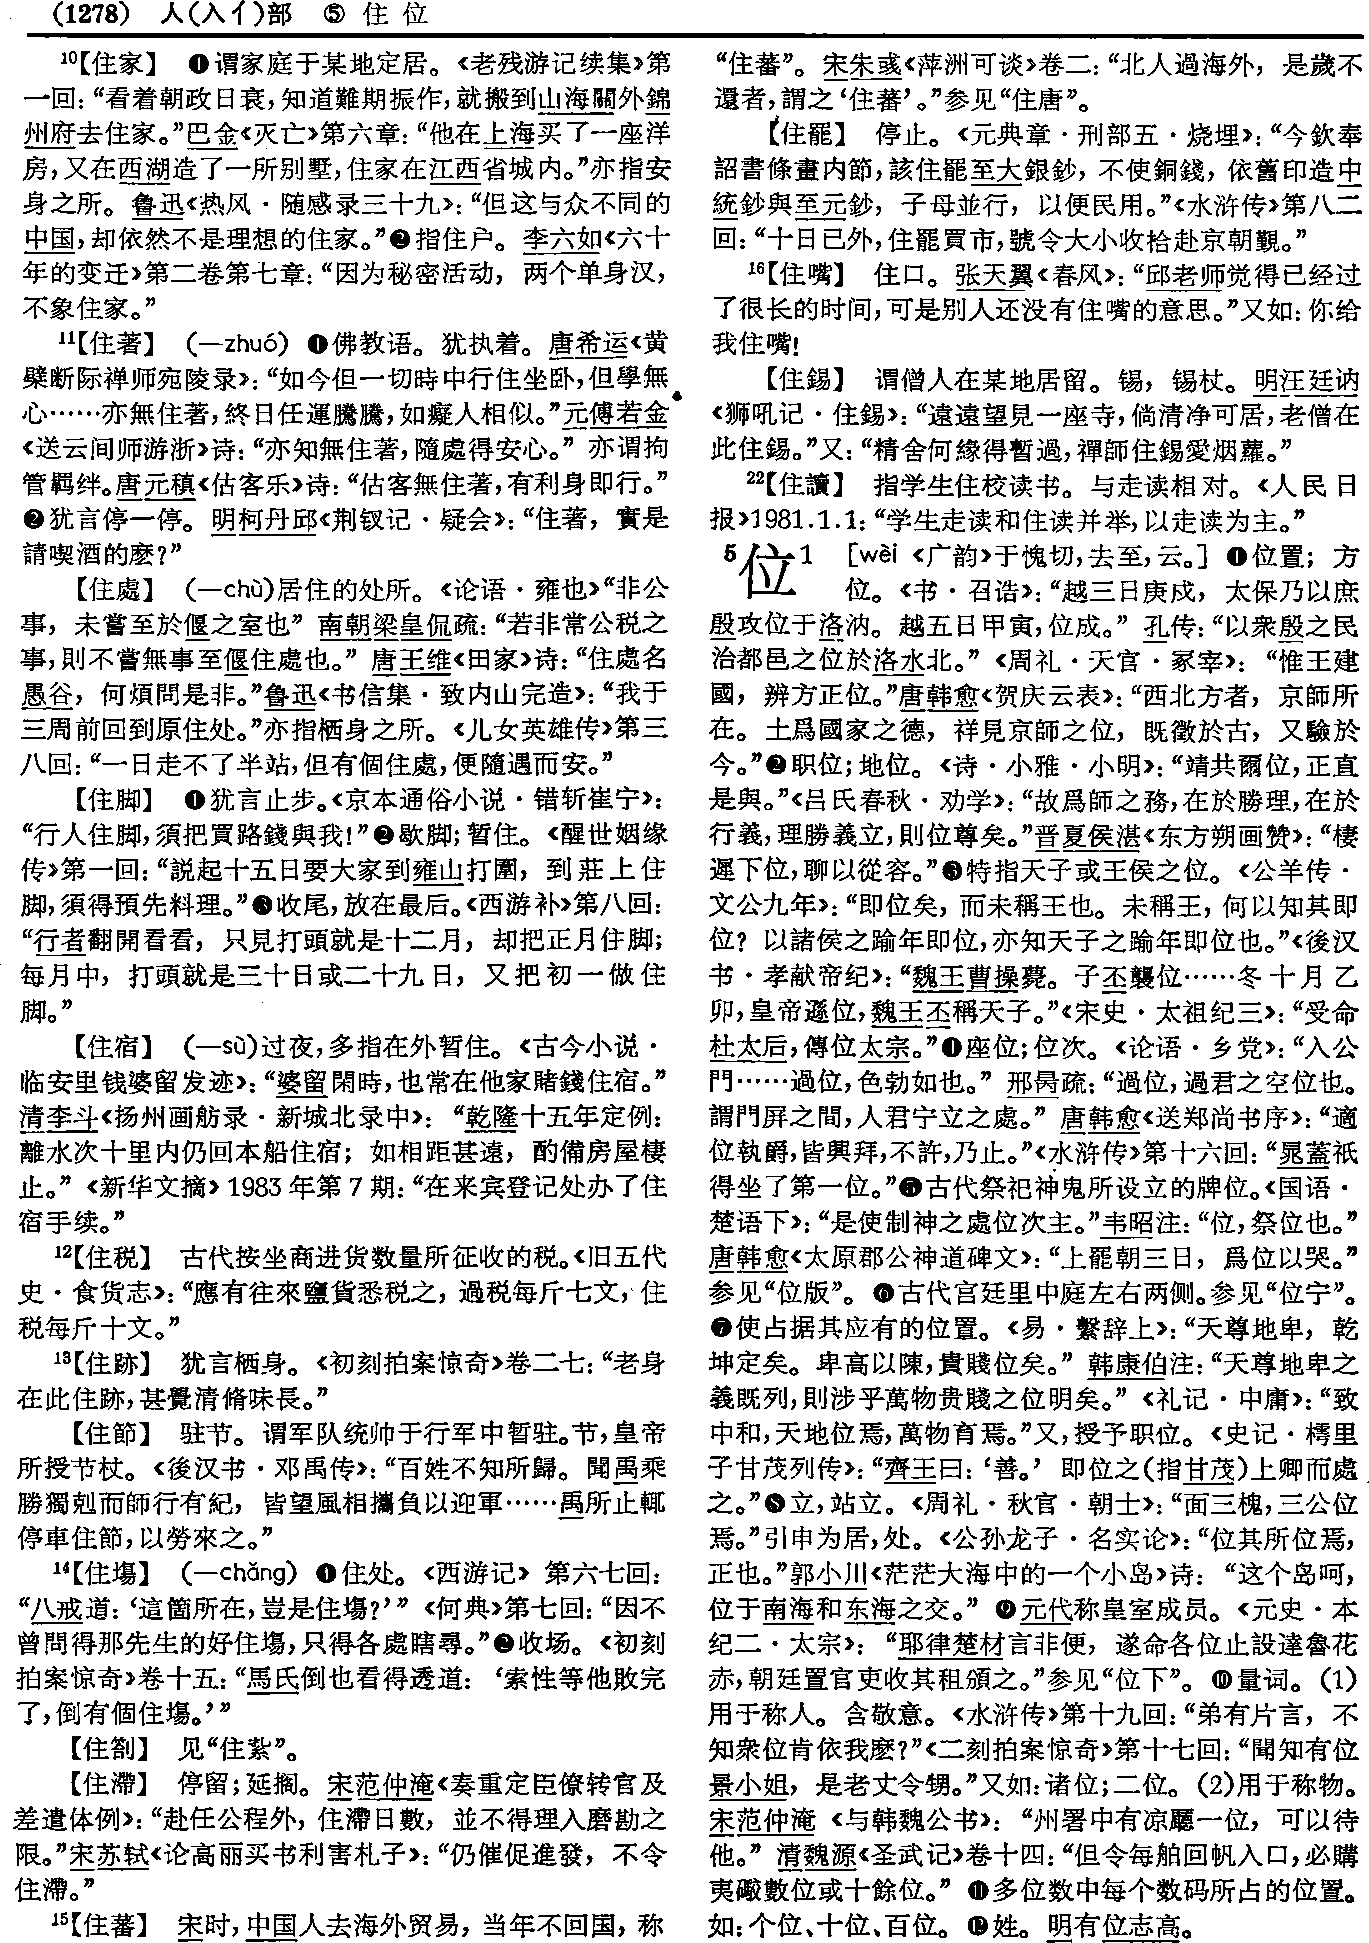 (1278) 人(入亻)部 ⑤ 住 位
¹⁰【住家】 ❶谓家庭于某地定居。《老残游记续集》第
一回：“看着朝政日衰，知道難期振作，就搬到山海關外錦
州府去住家。”巴金《灭亡》第六章：“他在上海买了一座洋
房，又在西湖造了一所别墅，住家在江西省城内。”亦指安
身之所。鲁迅《热风·随感录三十九》：“但这与众不同的
中国，却依然不是理想的住家。”❷指住户。李六如《六十
年的变迁》第二卷第七章：“因为秘密活动，两个单身汉，
不象住家。”
¹¹【住著】 (—zhuó) ❶佛教语。犹执着。唐希运《黄
檗断际禅师宛陵录》：“如今但一切時中行住坐卧，但學無
心……亦無住著，終日任運騰騰，如癡人相似。”元傅若金
《送云间师游浙》诗：“亦知無住著，隨處得安心。”亦谓拘
管羁绊。唐元稹《估客乐》诗：“估客無住著，有利身即行。”
❷犹言停一停。明柯丹邱《荆钗记·疑会》：“住著，實是
請喫酒的麽？”
【住處】 (—chù)居住的处所。《论语·雍也》“非公
事，未嘗至於偃之室也”南朝梁皇侃疏：“若非常公税之
事，則不嘗無事至偃住處也。”唐王维《田家》诗：“住處名
愚谷，何煩問是非。”鲁迅《书信集·致内山完造》：“我于
三周前回到原住处。”亦指栖身之所。《儿女英雄传》第三
八回：“一日走不了半站，但有個住處，便隨遇而安。”
【住脚】 ❶犹言止步。《京本通俗小说·错斩崔宁》：
“行人住脚，須把買路錢與我！”❷歇脚；暂住。《醒世姻缘
传》第一回：“説起十五日要大家到雍山打圍，到莊上住
脚，須得預先料理。”❸收尾，放在最后。《西游补》第八回：
“行者翻開看看，只見打頭就是十二月，却把正月住脚；
每月中，打頭就是三十日或二十九日，又把初一做住
脚。”
【住宿】 (—sù)过夜，多指在外暂住。《古今小说·
临安里钱婆留发迹》：“婆留閑時，也常在他家賭錢住宿。”
清李斗《扬州画舫录·新城北录中》：“乾隆十五年定例：
離水次十里内仍回本船住宿；如相距甚遠，酌備房屋棲
止。”《新华文摘》1983年第7期：“在来宾登记处办了住
宿手续。”
¹²【住税】 古代按坐商进货数量所征收的税。《旧五代
史·食货志》：“應有往來鹽貨悉税之，過税每斤七文，住
税每斤十文。”
¹³【住跡】 犹言栖身。《初刻拍案惊奇》卷二七：“老身
在此住跡，甚覺清脩味長。”
【住節】 驻节。谓军队统帅于行军中暂驻。节，皇帝
所授节杖。《後汉书·邓禹传》：“百姓不知所歸。聞禹乘
勝獨剋而師行有紀，皆望風相攜負以迎軍……禹所止輒
停車住節，以勞來之。”
¹⁴【住場】 (—chǎng) ❶住处。《西游记》第六七回：
“八戒道：‘這箇所在，豈是住場？’”《何典》第七回：“因不
曾問得那先生的好住場，只得各處瞎尋。”❷收场。《初刻
拍案惊奇》卷十五：“馬氏倒也看得透道：‘索性等他敗完
了，倒有個住場。’”
【住劄】 见“住紮”。
【住滯】 停留；延搁。宋范仲淹《奏重定臣僚转官及
差遣体例》：“赴任公程外，住滯日數，並不得理入磨勘之
限。”宋苏轼《论高丽买书利害札子》：“仍催促進發，不令
住滯。”
¹⁵【住蕃】 宋时，中国人去海外贸易，当年不回国，称
“住蕃”。宋朱彧《萍洲可谈》卷二：“北人過海外，是歲不
還者，謂之‘住蕃’。”参见“住唐”。
【住罷】 停止。《元典章·刑部五·烧埋》：“今欽奉
詔書條畫内節，該住罷至大銀鈔，不使銅錢，依舊印造中
統鈔與至元鈔，子母並行，以便民用。”《水浒传》第八二
回：“十日已外，住罷買市，號令大小收拾赴京朝覲。”
¹⁶【住嘴】 住口。张天翼《春风》：“邱老师觉得已经过
了很长的时间，可是别人还没有住嘴的意思。”又如：你给
我住嘴！
【住錫】 谓僧人在某地居留。锡，锡杖。明汪廷讷
《狮吼记·住錫》：“遠遠望見一座寺，倘清净可居，老僧在
此住錫。”又：“精舍何緣得暫過，禪師住錫愛烟蘿。”
²²【住讀】 指学生住校读书。与走读相对。《人民日
报》1981.1.1：“学生走读和住读并举，以走读为主。”
⁵位¹ [wèi 《广韵》于愧切，去至，云。] ❶位置；方
位。《书·召诰》：“越三日庚戍，太保乃以庶
殷攻位于洛汭。越五日甲寅，位成。”孔传：“以衆殷之民
治都邑之位於洛水北。”《周礼·天官·冢宰》：“惟王建
國，辨方正位。”唐韩愈《贺庆云表》：“西北方者，京師所
在。土爲國家之德，祥見京師之位，既徵於古，又驗於
今。”❷职位；地位。《诗·小雅·小明》：“靖共爾位，正直
是與。”《吕氏春秋·劝学》：“故爲師之務，在於勝理，在於
行義，理勝義立，則位尊矣。”晋夏侯湛《东方朔画赞》：“棲
遲下位，聊以從容。”❸特指天子或王侯之位。《公羊传·
文公九年》：“即位矣，而未稱王也。未稱王，何以知其即
位？以諸侯之踰年即位，亦知天子之踰年即位也。”《後汉
书·孝献帝纪》：“魏王曹操薨。子丕襲位……冬十月乙
卯，皇帝遜位，魏王丕稱天子。”《宋史·太祖纪三》：“受命
杜太后，傳位太宗。”❹座位；位次。《论语·乡党》：“入公
門……過位，色勃如也。”邢昺疏：“過位，過君之空位也。
謂門屏之間，人君宁立之處。”唐韩愈《送郑尚书序》：“適
位執爵，皆興拜，不許，乃止。”《水浒传》第十六回：“晁蓋祇
得坐了第一位。”❺古代祭祀神鬼所设立的牌位。《国语·
楚语下》：“是使制神之處位次主。”韦昭注：“位，祭位也。”
唐韩愈《太原郡公神道碑文》：“上罷朝三日，爲位以哭。”
参见“位版”。❻古代宫廷里中庭左右两侧。参见“位宁”。
❼使占据其应有的位置。《易·繫辞上》：“天尊地卑，乾
坤定矣。卑高以陳，貴賤位矣。”韩康伯注：“天尊地卑之
義既列，則涉乎萬物贵賤之位明矣。”《礼记·中庸》：“致
中和，天地位焉，萬物育焉。”又，授予职位。《史记·樗里
子甘茂列传》：“齊王曰：‘善。’即位之(指甘茂)上卿而處
之。”❽立，站立。《周礼·秋官·朝士》：“面三槐，三公位
焉。”引申为居，处。《公孙龙子·名实论》：“位其所位焉，
正也。”郭小川《茫茫大海中的一个小岛》诗：“这个岛呵，
位于南海和东海之交。”❾元代称皇室成员。《元史·本
纪二·太宗》：“耶律楚材言非便，遂命各位止設達魯花
赤，朝廷置官吏收其租頒之。”参见“位下”。❿量词。(1)
用于称人。含敬意。《水浒传》第十九回：“弟有片言，不
知衆位肯依我麽？”《二刻拍案惊奇》第十七回：“聞知有位
景小姐，是老丈令甥。”又如：诸位；二位。(2)用于称物。
宋范仲淹《与韩魏公书》：“州署中有凉廳一位，可以待
他。”清魏源《圣武记》卷十四：“但令每舶回帆入口，必購
夷礮數位或十餘位。”⓫多位数中每个数码所占的位置。
如：个位、十位、百位。⓬姓。明有位志高。